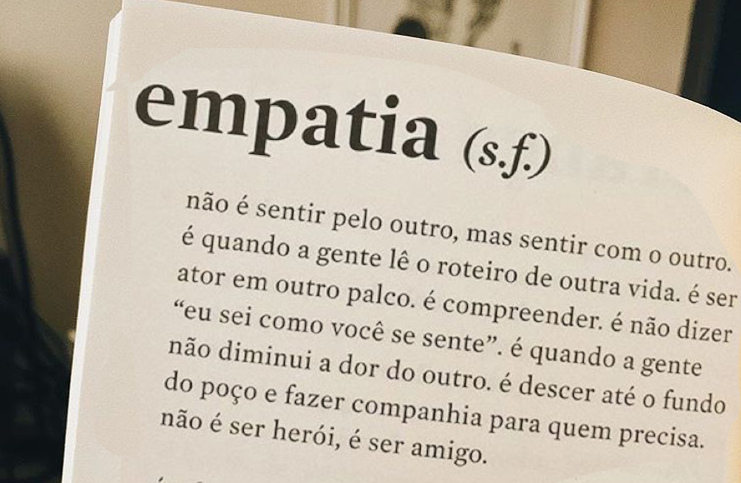 empatia (s.f.)
não é sentir pelo outro, mas sentir com o outro.
é quando a gente lê o roteiro de outra vida. é ser
ator em outro palco. é compreender. é não dizer
“eu sei como você se sente”. é quando a gente
não diminui a dor do outro. é descer até o fundo
do poço e fazer companhia para quem precisa.
não é ser herói, é ser amigo.